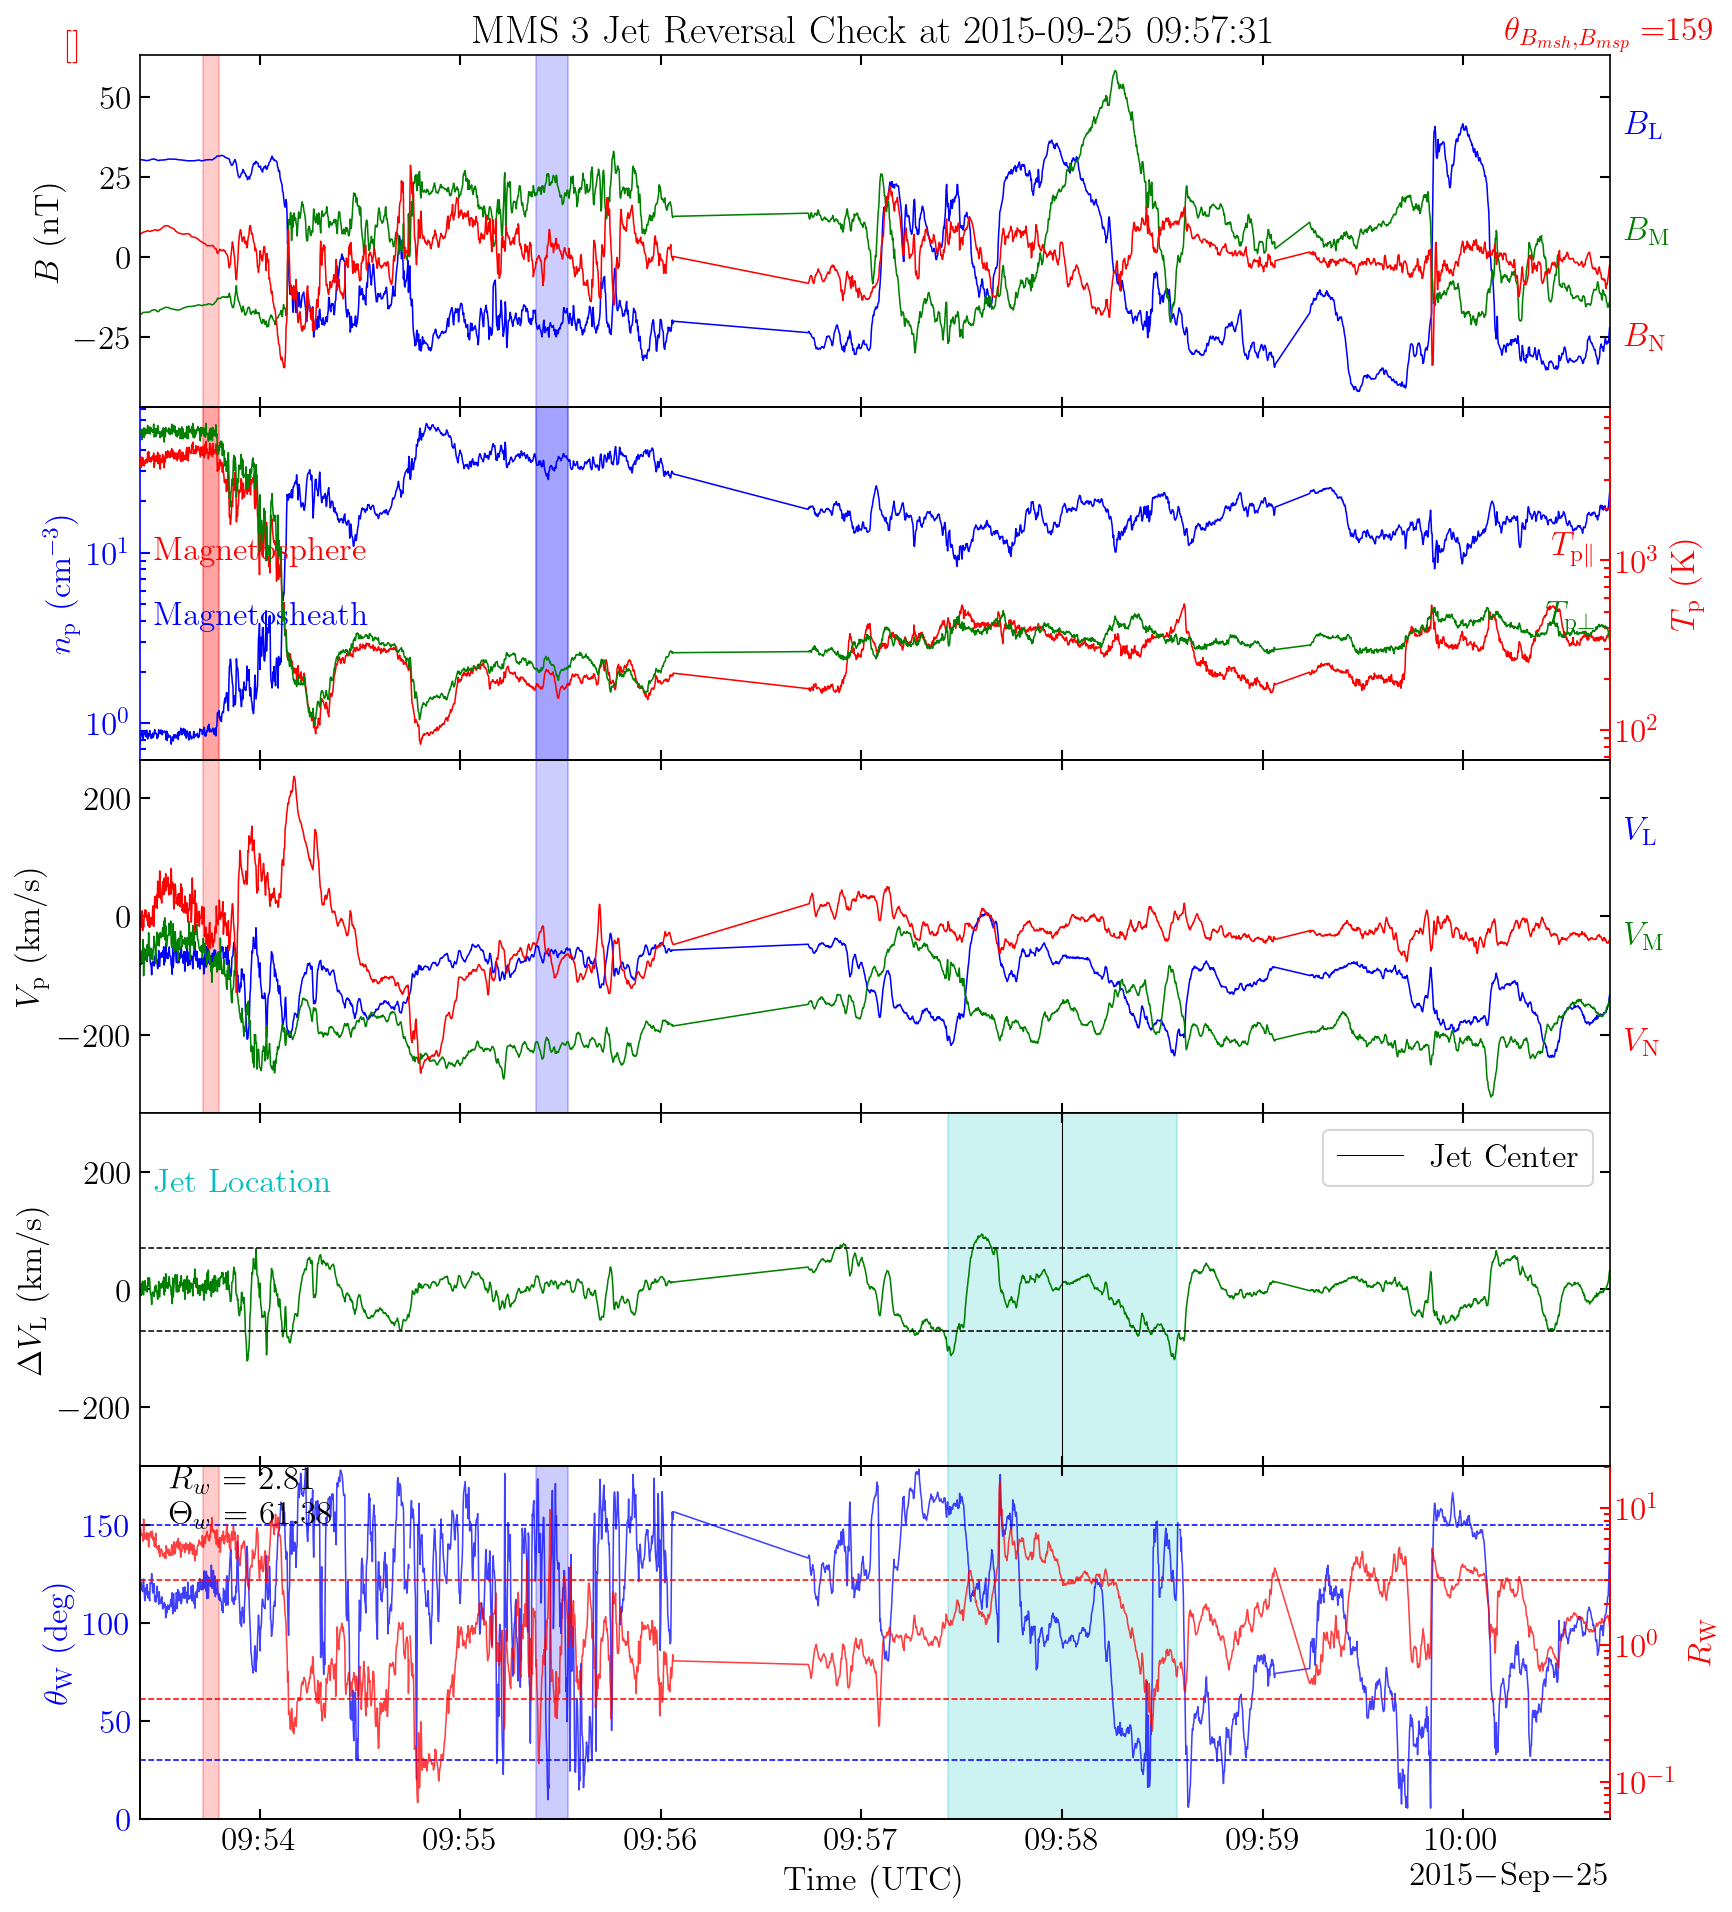 MMS 3 Jet Reversal Check at 2015-09-25 09:57:31
θ_{B_{msh},B_{msp}} =159
[]
50
25
0
−25
B (nT)
B_L
B_M
B_N
10^1
10^0
n_p (cm^{−3})
Magnetosphere
Magnetosheath
T_{p∥}
T_{p⊥}
10^3
10^2
T_p (K)
200
0
−200
V_p (km/s)
V_L
V_M
V_N
200
0
−200
ΔV_L (km/s)
Jet Location
Jet Center
R_w = 2.81
Θ_w = 61.38
150
100
50
0
θ_W (deg)
10^1
10^0
10^{−1}
R_W
09:54
09:55
09:56
09:57
09:58
09:59
10:00
Time (UTC)
2015−Sep−25